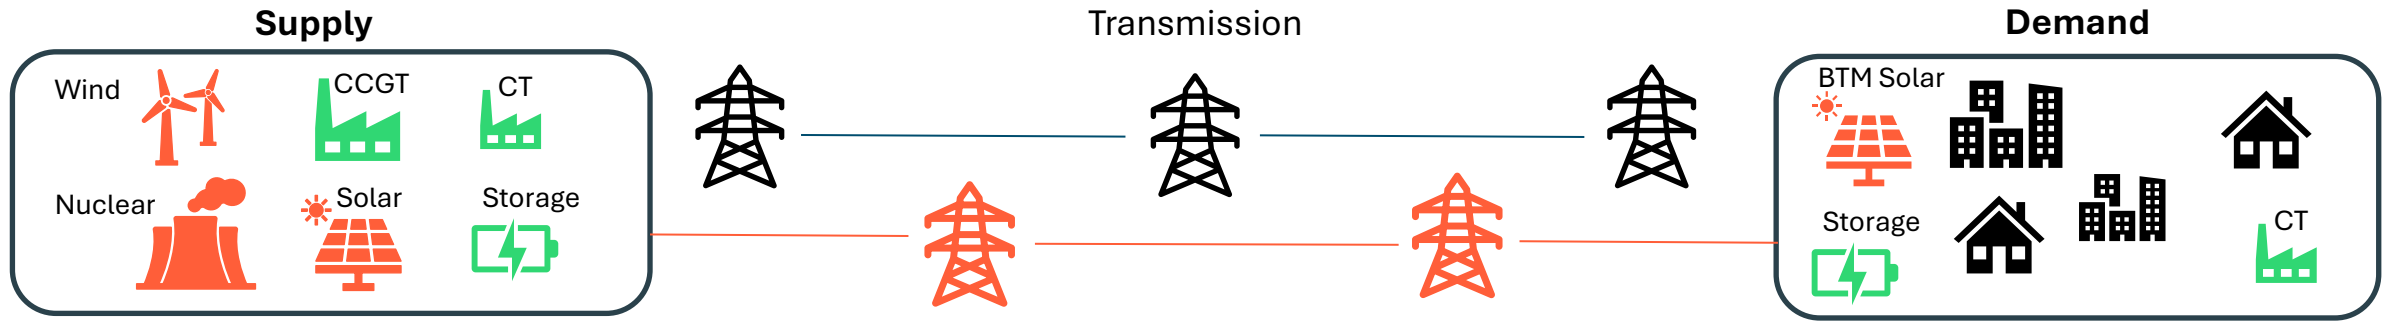 Supply
Transmission
Demand
Wind
CCGT
CT
Nuclear
Solar
Storage
BTM Solar
Storage
CT